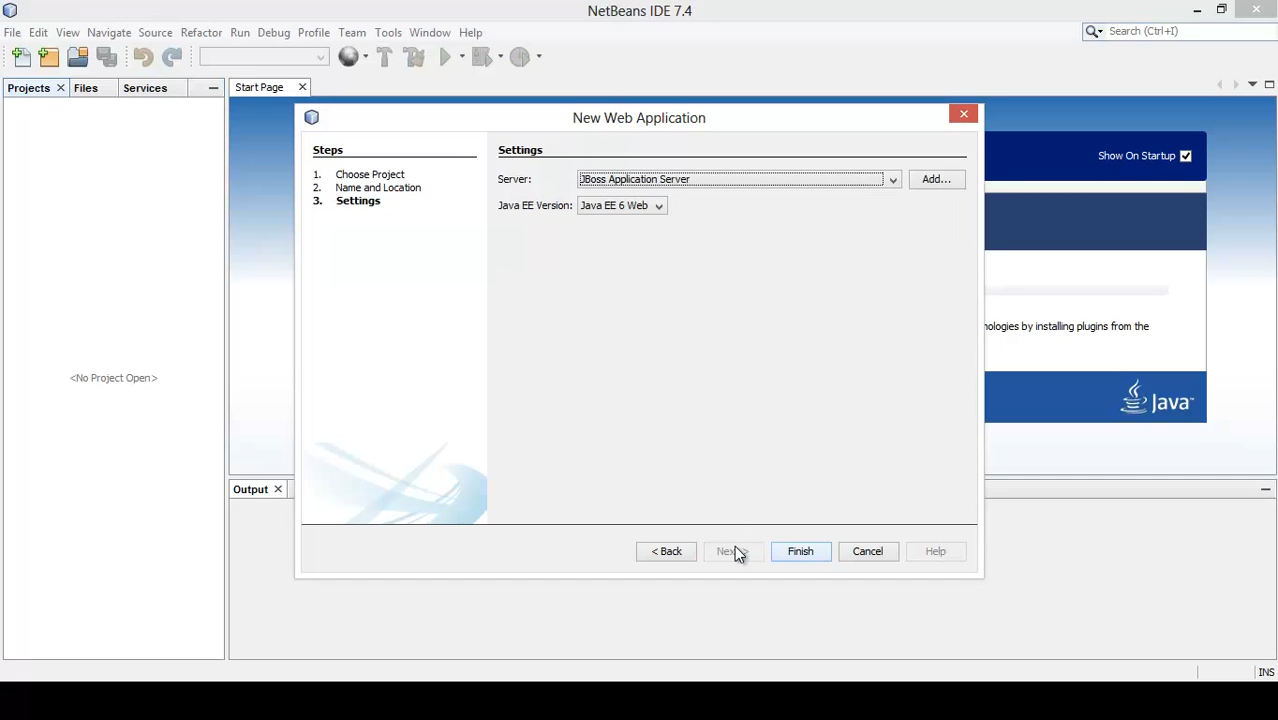 NetBeans IDE 7.4
File Edit View Navigate Source Refactor Run Debug Profile Team Tools Window Help
Search (Ctrl+I)
Projects Files Services
Start Page
New Web Application
Steps
1. Choose Project
2. Name and Location
3. Settings
Settings
Server: JBoss Application Server Add...
Java EE Version: Java EE 6 Web
Show On Startup
nologies by installing plugins from the
Java™
<No Project Open>
Output
< Back Finish Cancel Help
INS